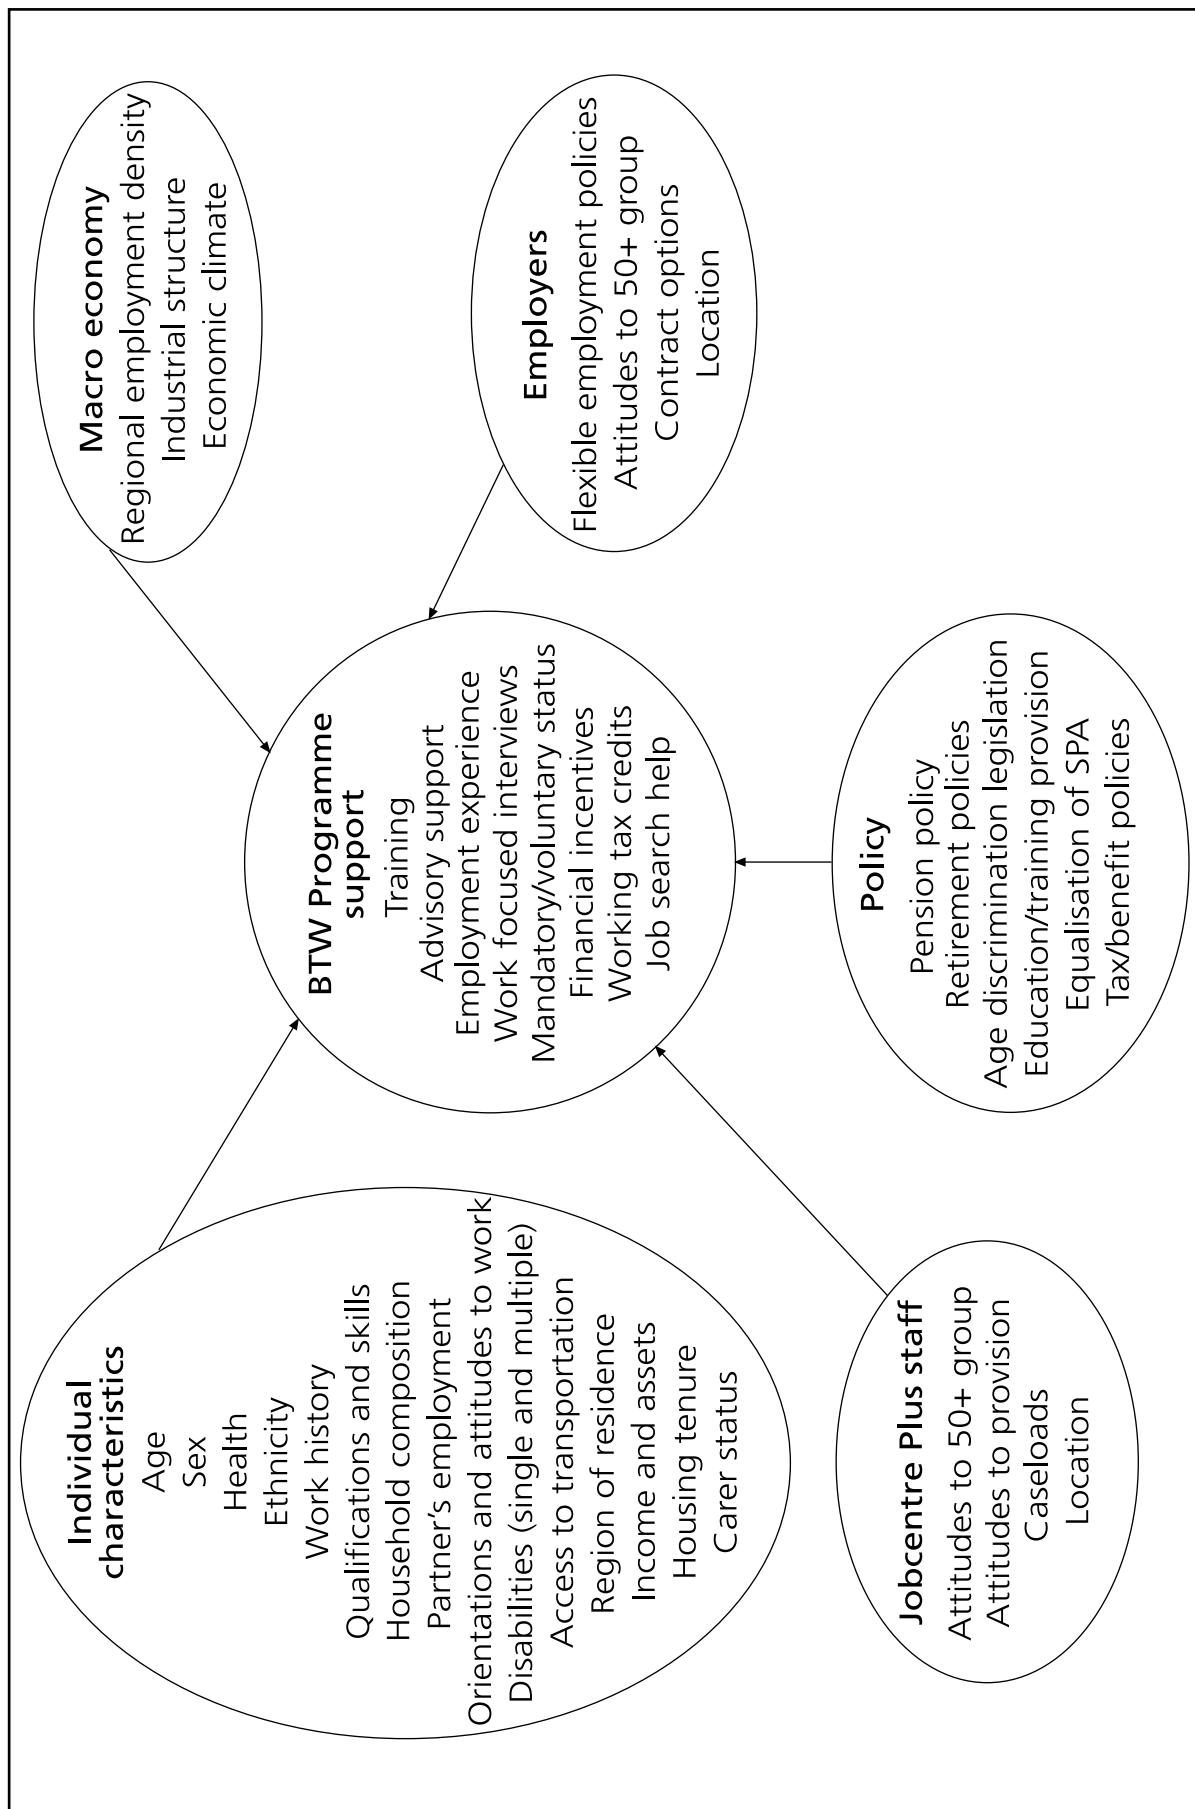 Individual
characteristics
Age
Sex
Health
Ethnicity
Work history
Qualifications and skills
Household composition
Partner’s employment
Orientations and attitudes to work
Disabilities (single and multiple)
Access to transportation
Region of residence
Income and assets
Housing tenure
Carer status
BTW Programme
support
Training
Advisory support
Employment experience
Work focused interviews
Mandatory/voluntary status
Financial incentives
Working tax credits
Job search help
Macro economy
Regional employment density
Industrial structure
Economic climate
Employers
Flexible employment policies
Attitudes to 50+ group
Contract options
Location
Jobcentre Plus staff
Attitudes to 50+ group
Attitudes to provision
Caseloads
Location
Policy
Pension policy
Retirement policies
Age discrimination legislation
Education/training provision
Equalisation of SPA
Tax/benefit policies